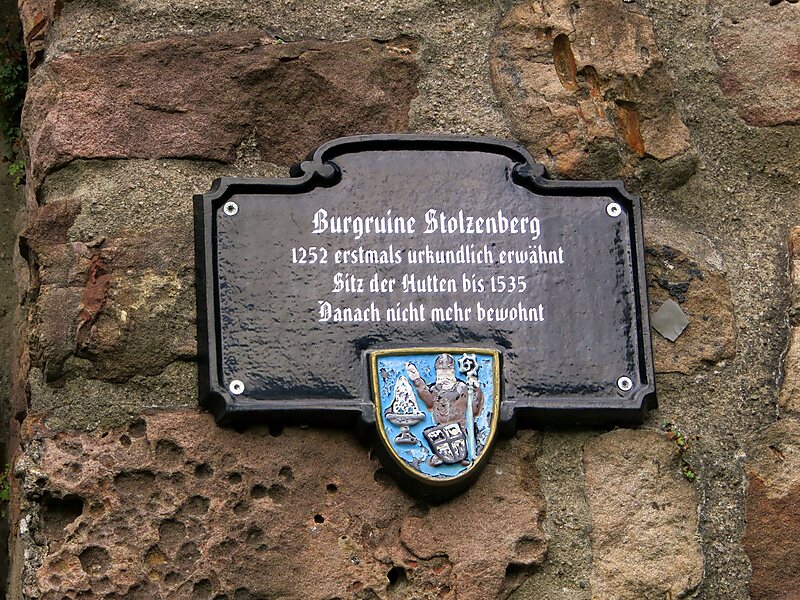 Burgruine Stolzenberg
1252 erstmals urkundlich erwähnt
Sitz der Hutten bis 1535
Danach nicht mehr bewohnt